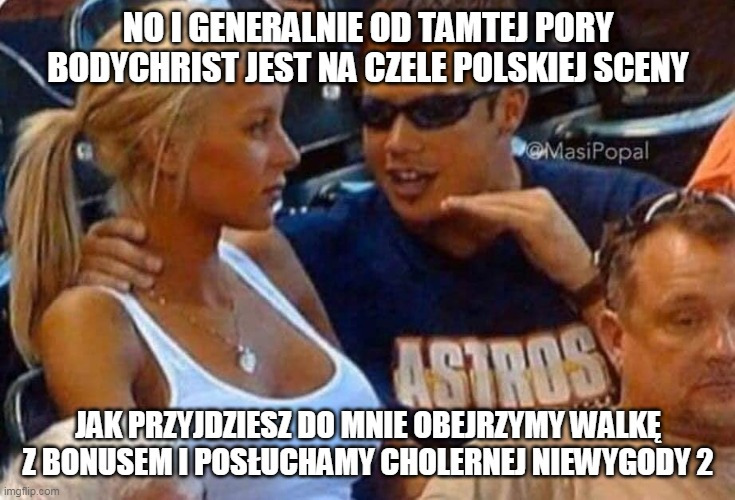 NO I GENERALNIE OD TAMTEJ PORY
BODYCHRIST JEST NA CZELE POLSKIEJ SCENY
@MasiPopal
ASTROS
JAK PRZYJDZIESZ DO MNIE OBEJRZYMY WALKĘ
Z BONUSEM I POSŁUCHAMY CHOLERNEJ NIEWYGODY 2
imgflip.com